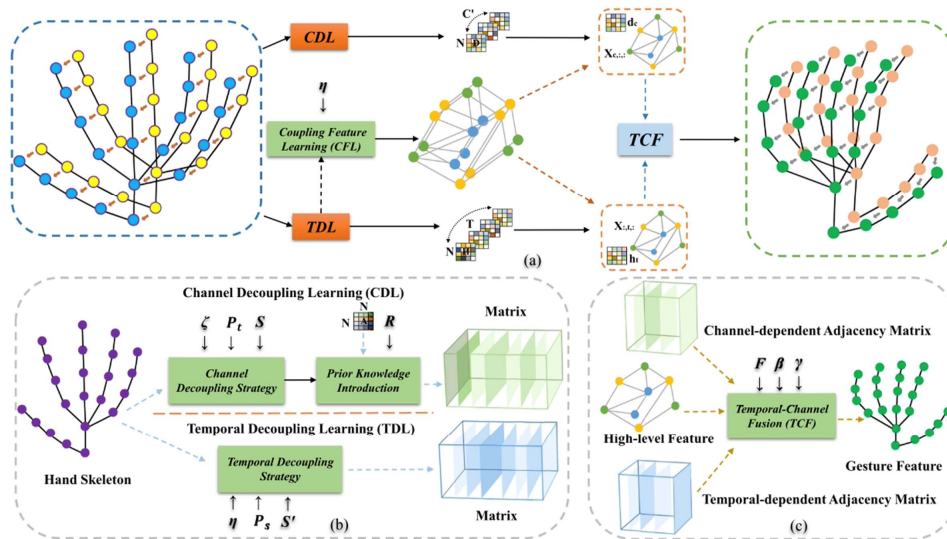 CDL
C'
N D
dc
Xc,:,:
η
Coupling Feature
Learning (CFL)
TCF
TDL
T
N H
X:,t,:
ht
(a)
Channel Decoupling Learning (CDL)
ζ Pt S
N
N A
R
Matrix
Channel
Decoupling Strategy
Prior Knowledge
Introduction
Temporal Decoupling Learning (TDL)
Temporal Decoupling
Strategy
Hand Skeleton
η Ps S'
(b)
Matrix
Channel-dependent Adjacency Matrix
F β γ
Temporal-Channel
Fusion (TCF)
High-level Feature
Gesture Feature
Temporal-dependent Adjacency Matrix
(c)